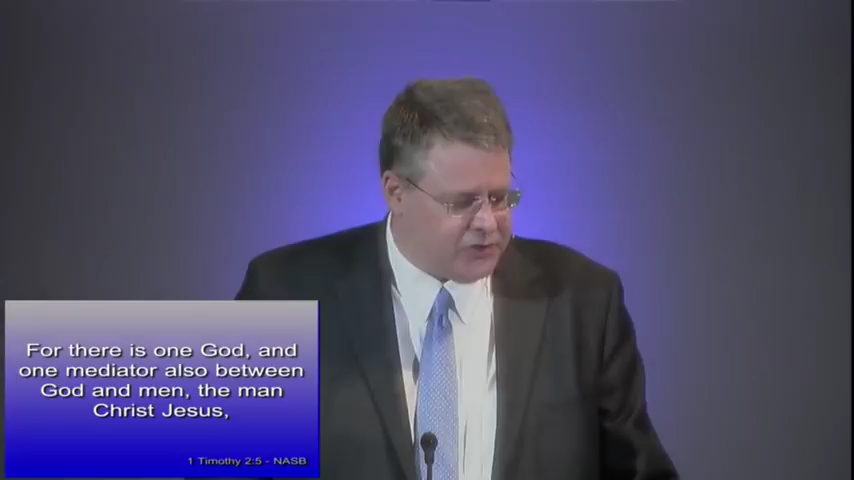 For there is one God, and
one mediator also between
God and men, the man
Christ Jesus,
1 Timothy 2:5 - NASB